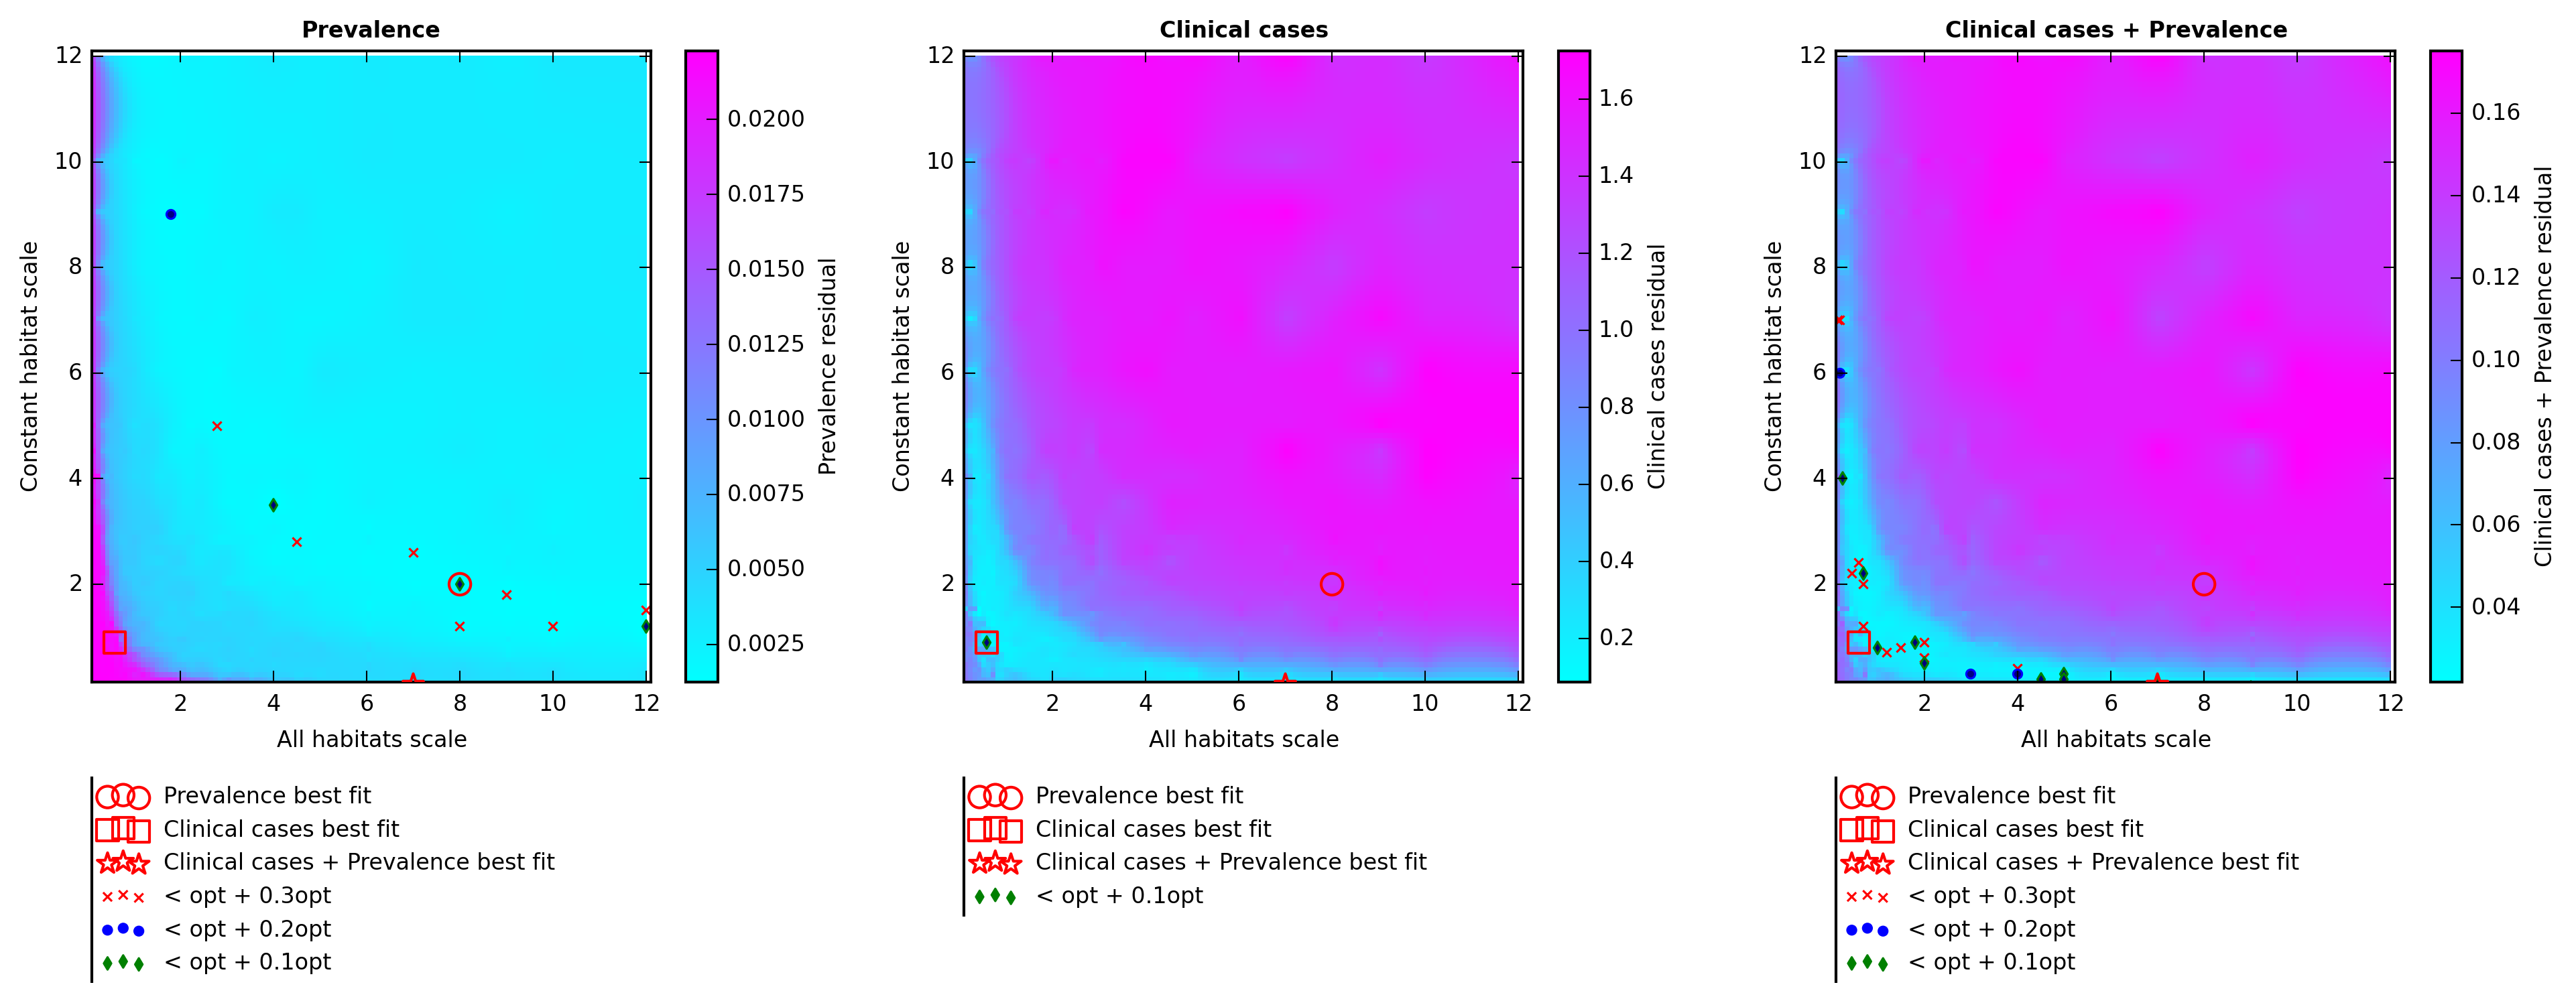 Prevalence
12
10
8
6
4
2
2 4 6 8 10 12
Constant habitat scale
All habitats scale
0.0200
0.0175
0.0150
0.0125
0.0100
0.0075
0.0050
0.0025
Prevalence residual
Prevalence best fit
Clinical cases best fit
Clinical cases + Prevalence best fit
< opt + 0.3opt
< opt + 0.2opt
< opt + 0.1opt
Clinical cases
12
10
8
6
4
2
2 4 6 8 10 12
Constant habitat scale
All habitats scale
1.6
1.4
1.2
1.0
0.8
0.6
0.4
0.2
Clinical cases residual
Prevalence best fit
Clinical cases best fit
Clinical cases + Prevalence best fit
< opt + 0.1opt
Clinical cases + Prevalence
12
10
8
6
4
2
2 4 6 8 10 12
Constant habitat scale
All habitats scale
0.16
0.14
0.12
0.10
0.08
0.06
0.04
Clinical cases + Prevalence residual
Prevalence best fit
Clinical cases best fit
Clinical cases + Prevalence best fit
< opt + 0.3opt
< opt + 0.2opt
< opt + 0.1opt